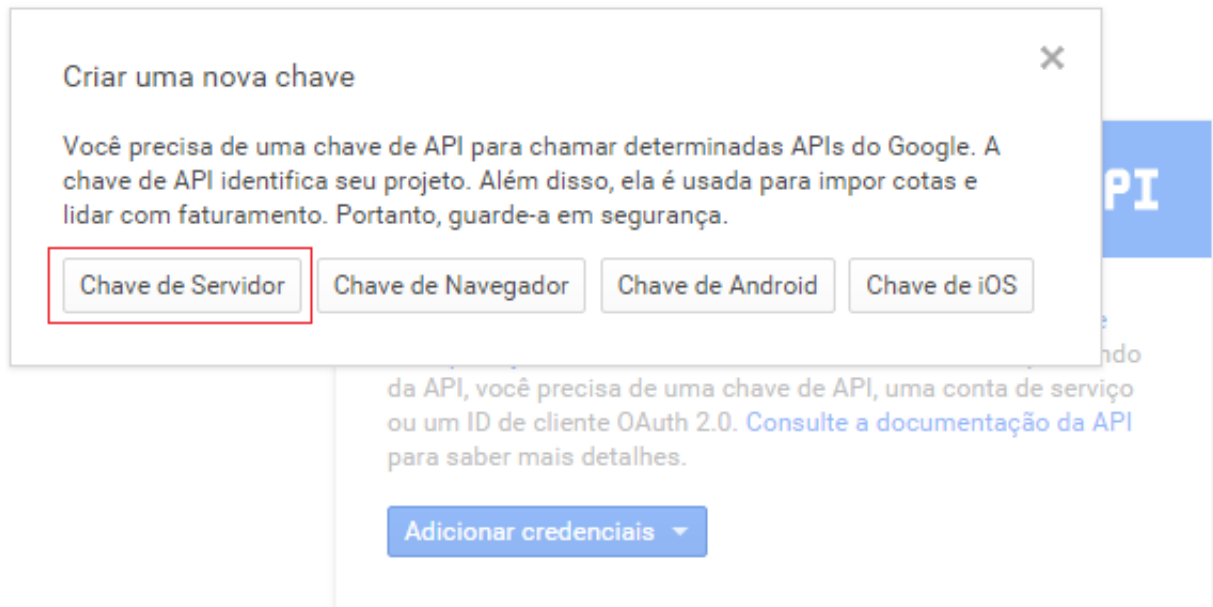 Criar uma nova chave
Você precisa de uma chave de API para chamar determinadas APIs do Google. A
chave de API identifica seu projeto. Além disso, ela é usada para impor cotas e
lidar com faturamento. Portanto, guarde-a em segurança.
PI
Chave de Servidor Chave de Navegador Chave de Android Chave de iOS
ndo
da API, você precisa de uma chave de API, uma conta de serviço
ou um ID de cliente OAuth 2.0. Consulte a documentação da API
para saber mais detalhes.
Adicionar credenciais